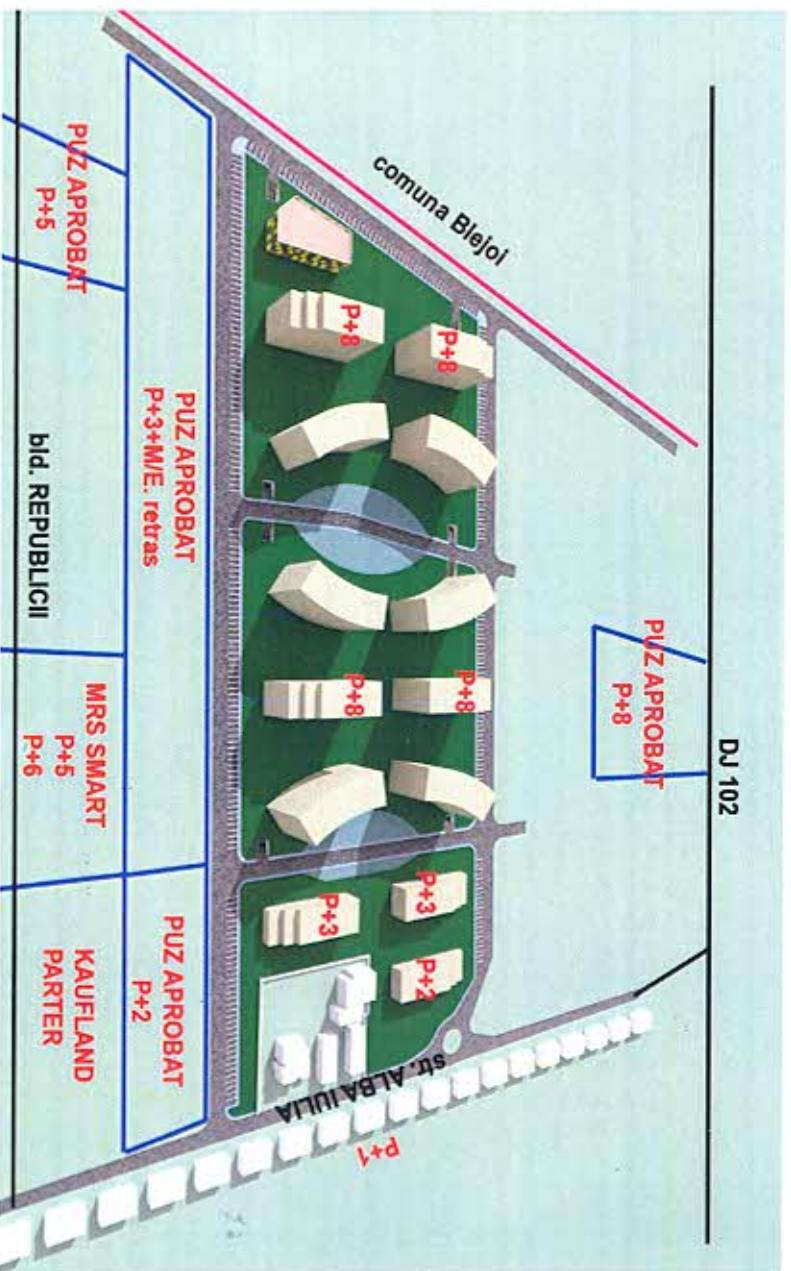 comuna Blejoi
DJ 102
PUZ APROBAT
P+8
P+8
P+8
P+8
P+8
P+3
P+3
P+2
str. ALBA IULIA
P+1
PUZ APROBAT
P+5
PUZ APROBAT
P+3+M/E. retras
bld. REPUBLICII
MRS SMART
P+5
P+6
PUZ APROBAT
P+2
KAUFLAND
PARTER